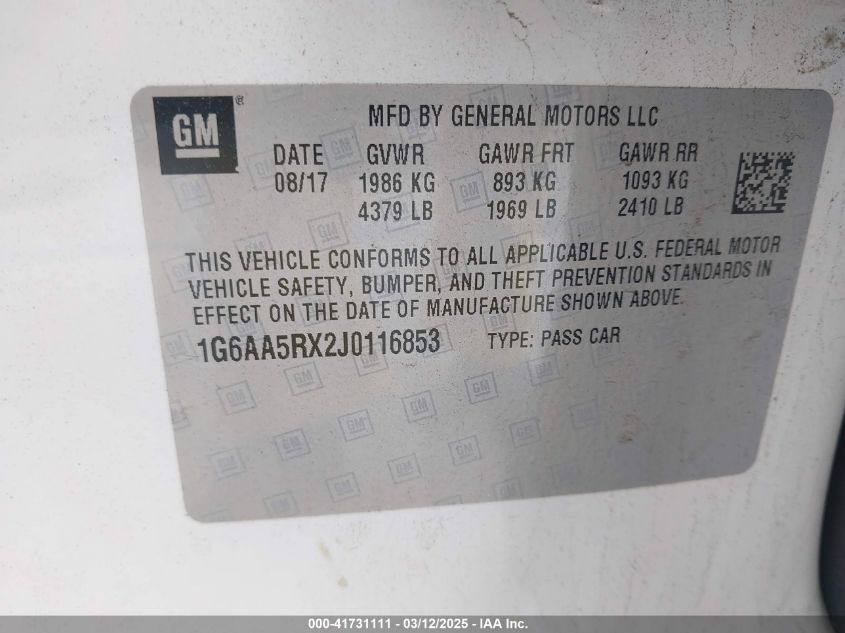 GM®
MFD BY GENERAL MOTORS LLC
DATE GVWR GAWR FRT GAWR RR
08/17 1986 KG 893 KG 1093 KG
4379 LB 1969 LB 2410 LB
THIS VEHICLE CONFORMS TO ALL APPLICABLE U.S. FEDERAL MOTOR
VEHICLE SAFETY, BUMPER, AND THEFT PREVENTION STANDARDS IN
EFFECT ON THE DATE OF MANUFACTURE SHOWN ABOVE.
1G6AA5RX2J0116853 TYPE: PASS CAR
000-41731111 - 03/12/2025 - IAA Inc.